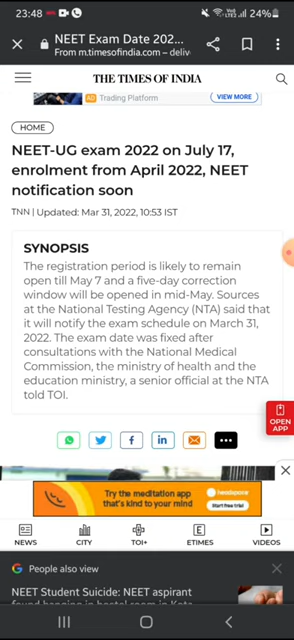 23:48 24%
NEET Exam Date 202...
From m.timesofindia.com – deliv
THE TIMES OF INDIA
AD Trading Platform VIEW MORE
HOME
NEET-UG exam 2022 on July 17,
enrolment from April 2022, NEET
notification soon
TNN | Updated: Mar 31, 2022, 10:53 IST
SYNOPSIS
The registration period is likely to remain
open till May 7 and a five-day correction
window will be opened in mid-May. Sources
at the National Testing Agency (NTA) said that
it will notify the exam schedule on March 31,
2022. The exam date was fixed after
consultations with the National Medical
Commission, the ministry of health and the
education ministry, a senior official at the NTA
told TOI.
OPEN
APP
Try the meditation app
that's kind to your mind
headspace
Start free trial
NEWS CITY TOI+ ETIMES VIDEOS
People also view
NEET Student Suicide: NEET aspirant
found hanging in hostel room in Kota